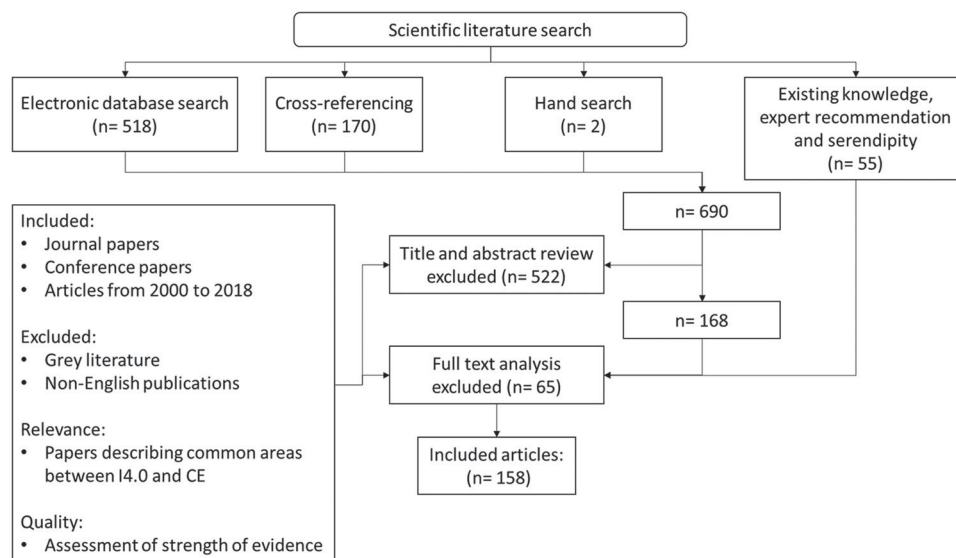 Scientific literature search
Electronic database search
(n= 518)
Cross-referencing
(n= 170)
Hand search
(n= 2)
Existing knowledge,
expert recommendation
and serendipity
(n= 55)
n= 690
Included:
• Journal papers
• Conference papers
• Articles from 2000 to 2018
Excluded:
• Grey literature
• Non-English publications
Relevance:
• Papers describing common areas
between I4.0 and CE
Quality:
• Assessment of strength of evidence
Title and abstract review
excluded (n= 522)
n= 168
Full text analysis
excluded (n= 65)
Included articles:
(n= 158)